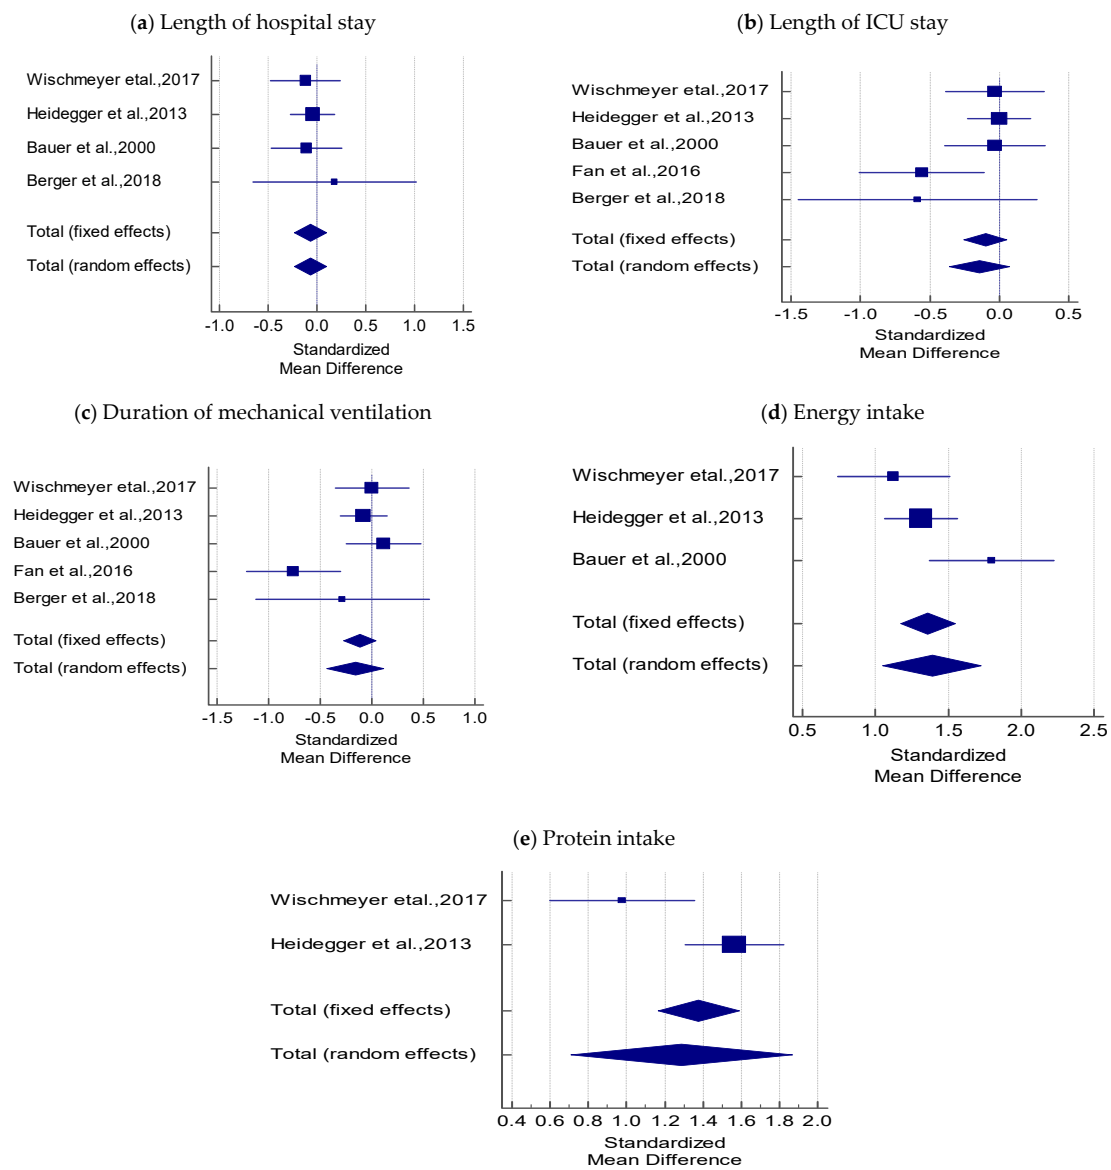 (a) Length of hospital stay
Wischmeyer etal.,2017
Heidegger et al.,2013
Bauer et al.,2000
Berger et al.,2018
Total (fixed effects)
Total (random effects)
-1.0 -0.5 0.0 0.5 1.0 1.5
Standardized
Mean Difference
(b) Length of ICU stay
Wischmeyer et al.,2017
Heidegger et al.,2013
Bauer et al.,2000
Fan et al.,2016
Berger et al.,2018
Total (fixed effects)
Total (random effects)
-1.5 -1.0 -0.5 0.0 0.5
Standardized
Mean Difference
(c) Duration of mechanical ventilation
Wischmeyer etal.,2017
Heidegger et al.,2013
Bauer et al.,2000
Fan et al.,2016
Berger et al.,2018
Total (fixed effects)
Total (random effects)
-1.5 -1.0 -0.5 0.0 0.5 1.0
Standardized
Mean Difference
(d) Energy intake
Wischmeyer etal.,2017
Heidegger et al.,2013
Bauer et al.,2000
Total (fixed effects)
Total (random effects)
0.5 1.0 1.5 2.0 2.5
Standardized
Mean Difference
(e) Protein intake
Wischmeyer etal.,2017
Heidegger et al.,2013
Total (fixed effects)
Total (random effects)
0.4 0.6 0.8 1.0 1.2 1.4 1.6 1.8 2.0
Standardized
Mean Difference